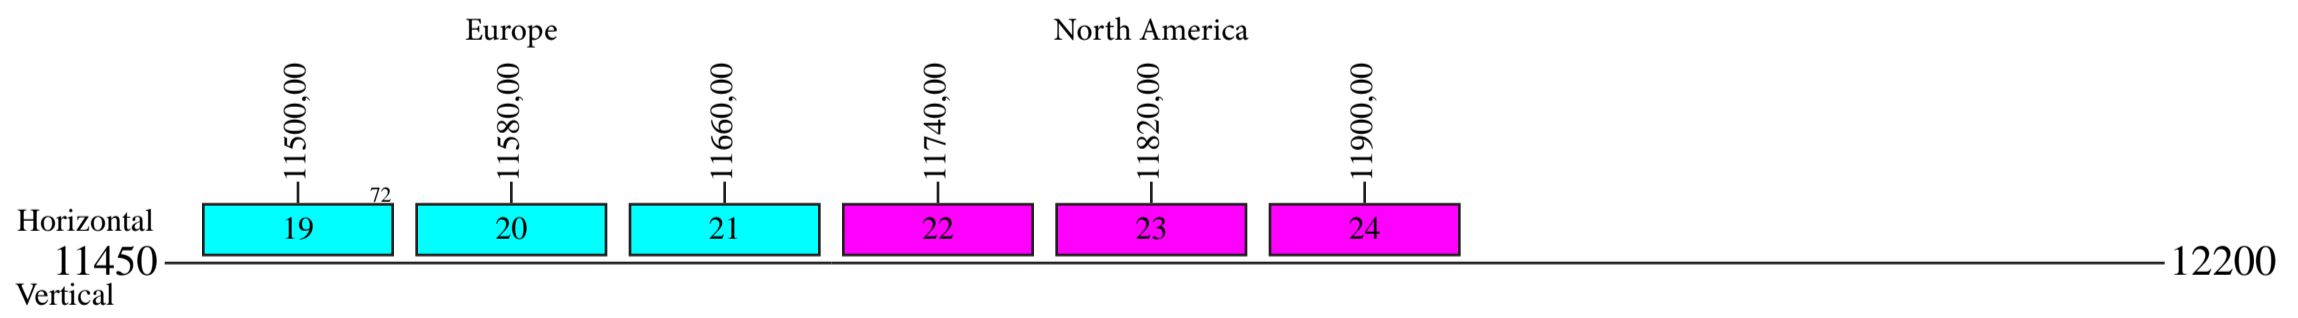 Europe North America
11500,00 11580,00 11660,00 11740,00 11820,00 11900,00
72
Horizontal 19 20 21 22 23 24
11450 12200
Vertical